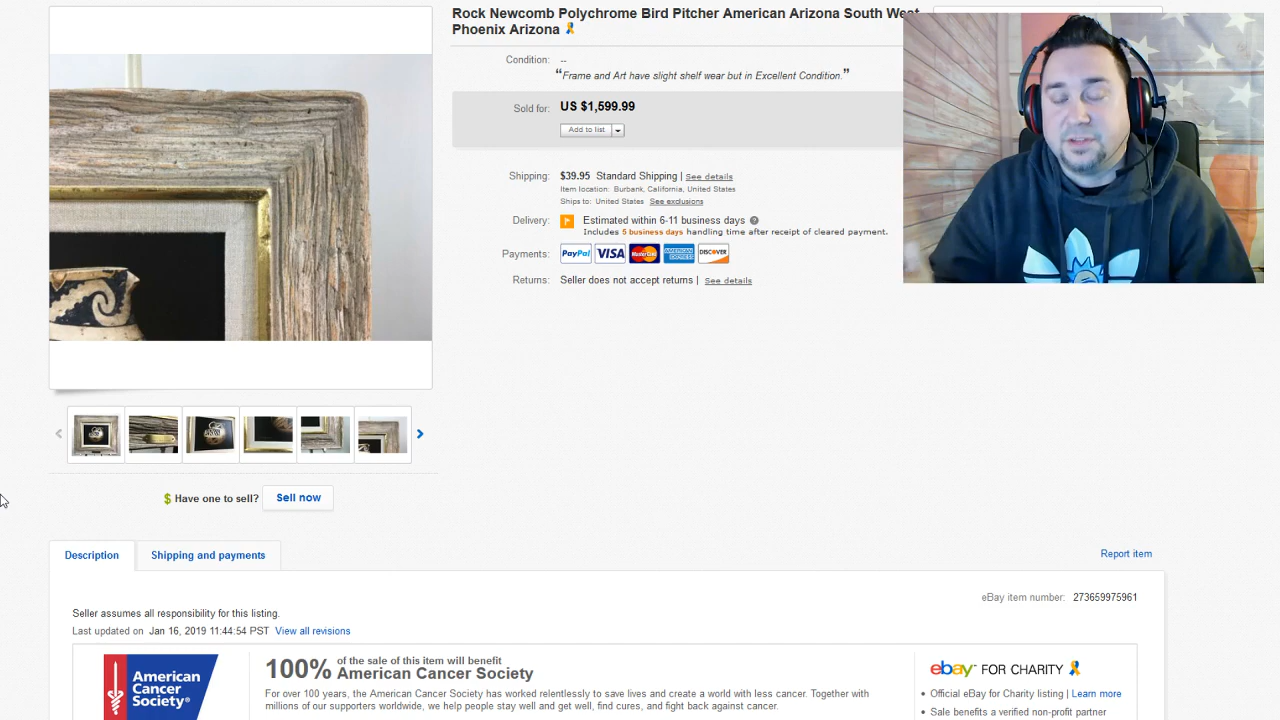 Rock Newcomb Polychrome Bird Pitcher American Arizona South West
Phoenix Arizona
Condition: --
“Frame and Art have slight shelf wear but in Excellent Condition.”
Sold for: US $1,599.99
Add to list
Shipping: $39.95 Standard Shipping | See details
Item location: Burbank, California, United States
Ships to: United States See exclusions
Delivery: Estimated within 6-11 business days
Includes 5 business days handling time after receipt of cleared payment.
Payments: PayPal VISA MasterCard AMERICAN EXPRESS DISCOVER
Returns: Seller does not accept returns | See details
$ Have one to sell? Sell now
Description Shipping and payments Report item
eBay item number: 273659975961
Seller assumes all responsibility for this listing.
Last updated on Jan 16, 2019 11:44:54 PST View all revisions
American
Cancer
Society®
100% of the sale of this item will benefit
American Cancer Society
For over 100 years, the American Cancer Society has worked relentlessly to save lives and create a world with less cancer. Together with
millions of our supporters worldwide, we help people stay well and get well, find cures, and fight back against cancer.
ebay™ FOR CHARITY
• Official eBay for Charity listing | Learn more
• Sale benefits a verified non-profit partner